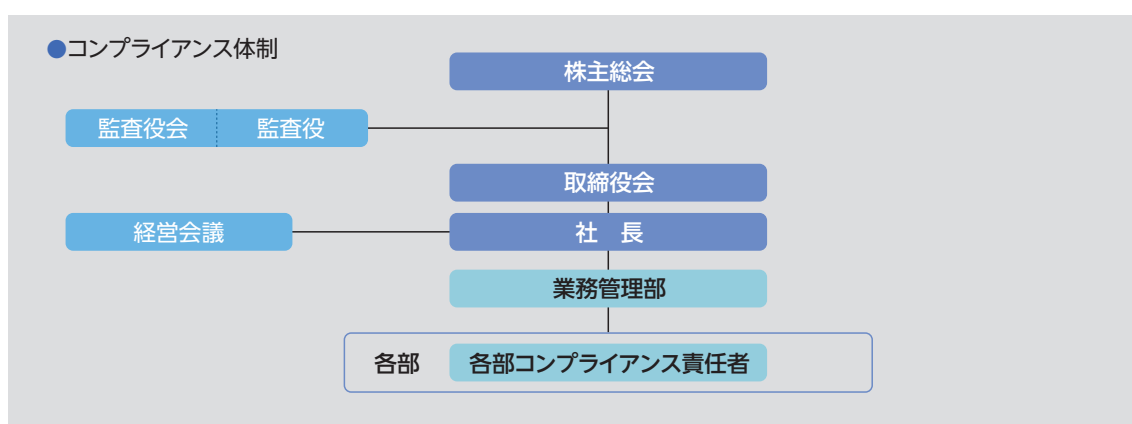 ●コンプライアンス体制
株主総会
監査役会 監査役
取締役会
経営会議 社　長
業務管理部
各部 各部コンプライアンス責任者